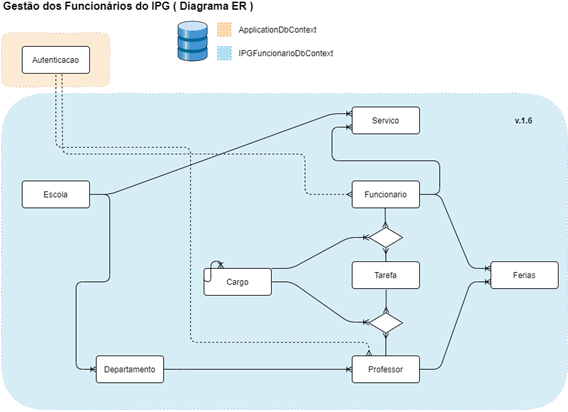 Gestão dos Funcionários do IPG ( Diagrama ER )
ApplicationDbContext
IPGFuncionarioDbContext
Autenticacao
Servico
v.1.6
Escola
Funcionario
Cargo
Tarefa
Ferias
Departamento
Professor